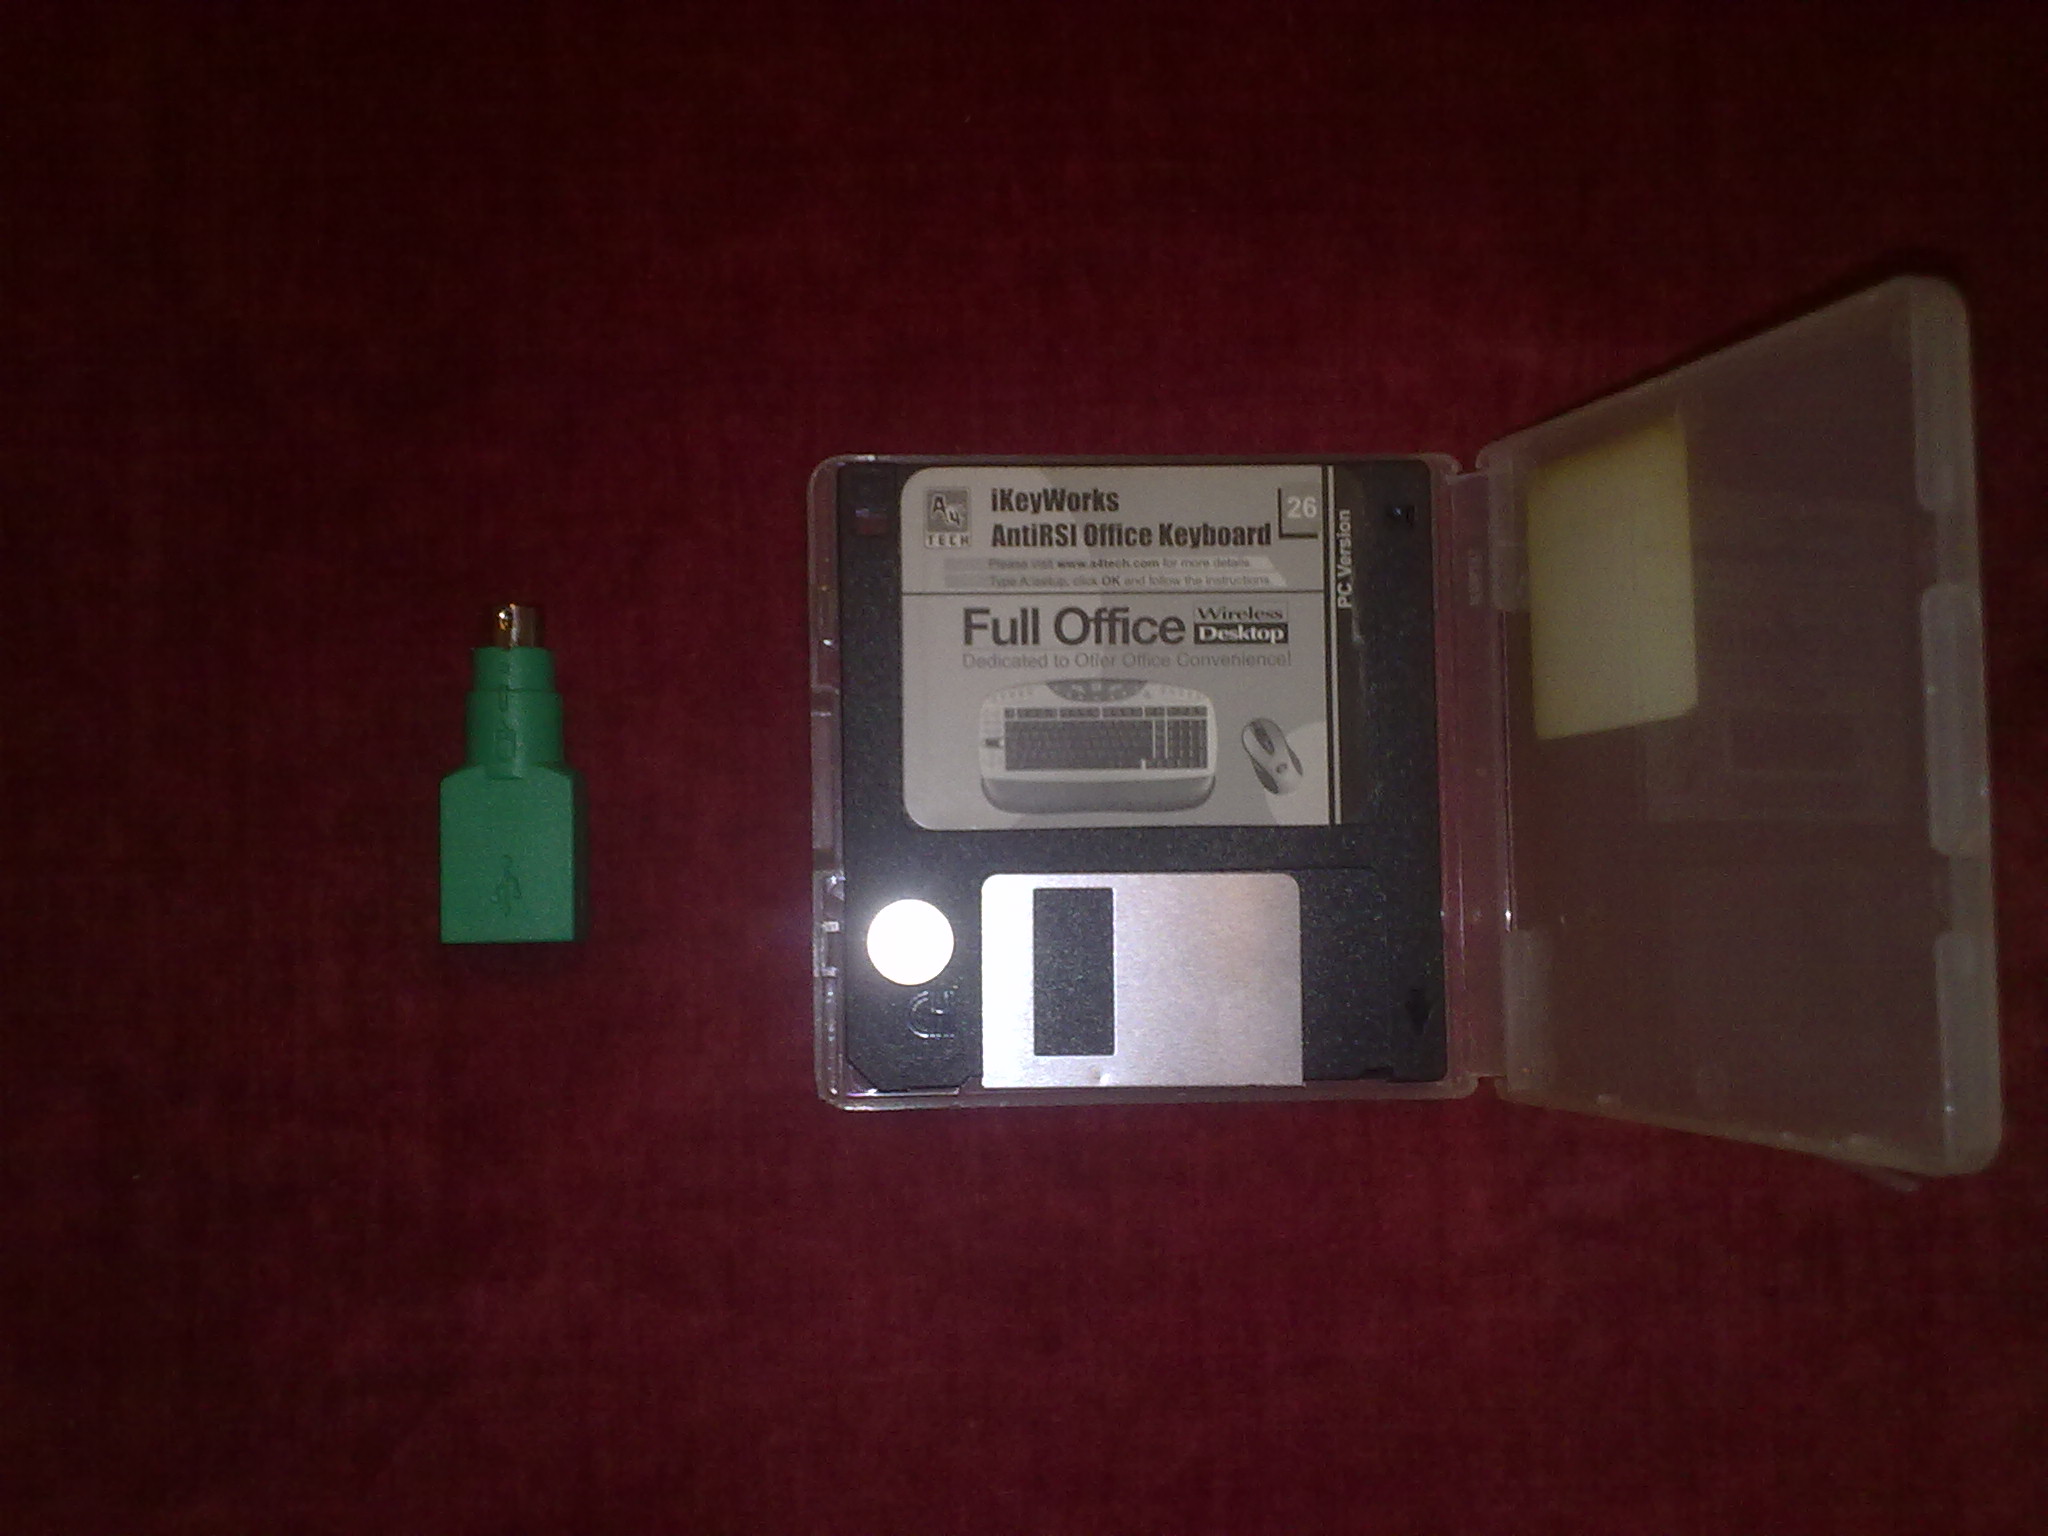 A4
TECH
iKeyWorks
AntiRSI Office Keyboard
26
PC Version
Please visit www.a4tech.com for more details.
Type A:setup, click OK and follow the instructions.
Full Office Wireless Desktop
Dedicated to Offer Office Convenience!